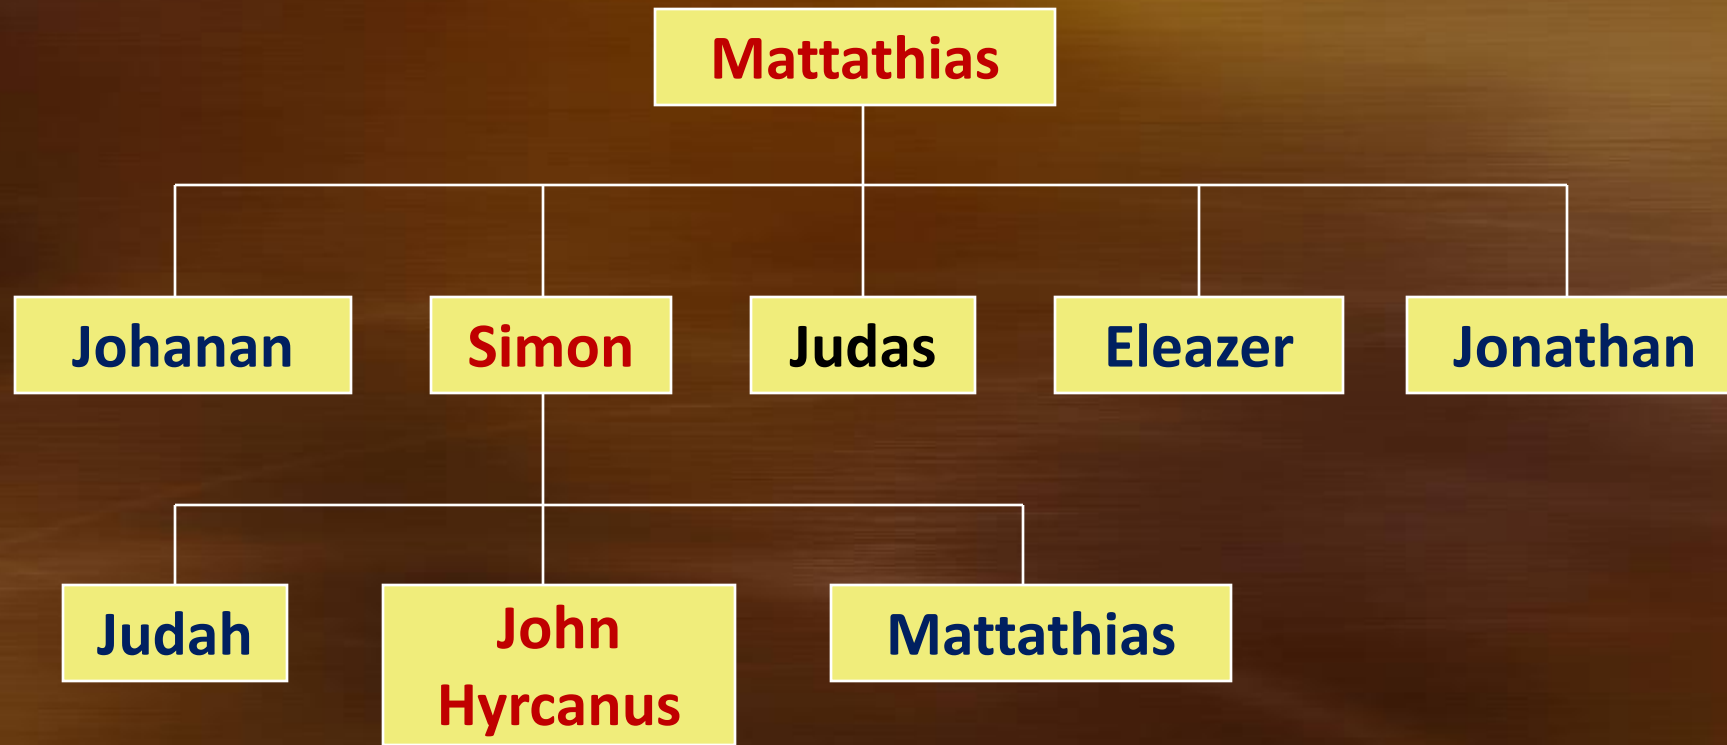 Mattathias
Johanan
Simon
Judas
Eleazer
Jonathan
Judah
John
Hyrcanus
Mattathias